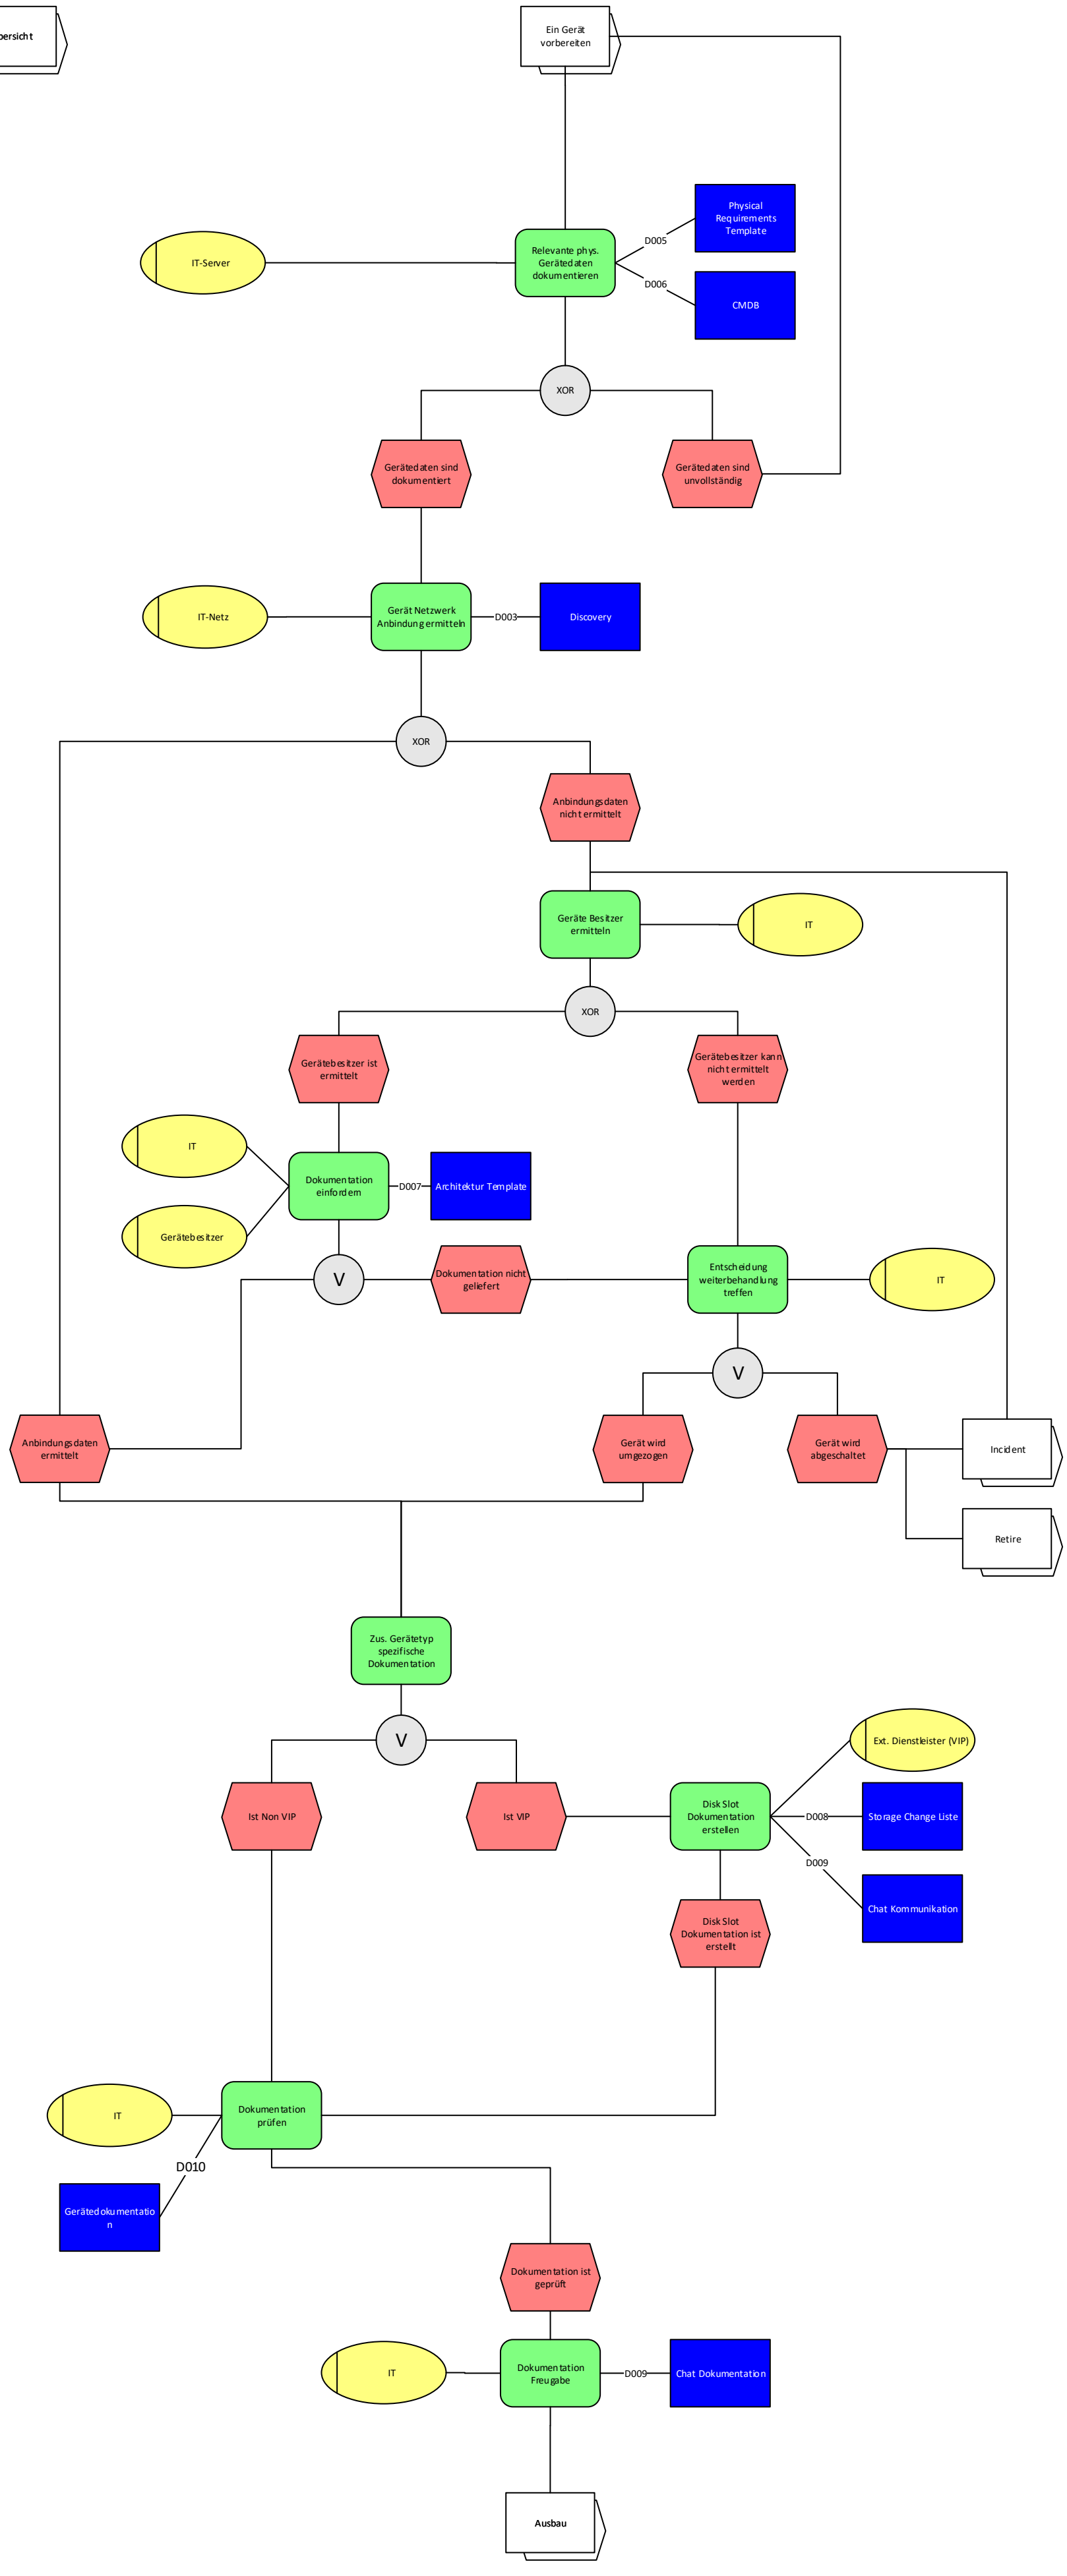 bersicht
Ein Gerät
vorbereiten
Physical
Requirements
Template
D005
Relevante phys.
Gerätedaten
dokumentieren
IT-Server
D006
CMDB
XOR
Gerätedaten sind
dokumentiert
Gerätedaten sind
unvollständig
IT-Netz
Gerät Netzwerk
Anbindung ermitteln
D003
Discovery
XOR
Anbindungsdaten
nicht ermittelt
Geräte Besitzer
ermitteln
IT
XOR
Gerätebesitzer ist
ermittelt
Gerätebesitzer kann
nicht ermittelt
werden
IT
Dokumentation
einfordern
D007
Architektur Template
Gerätebesitzer
V
Dokumentation nicht
geliefert
Entscheidung
weiterbehandlung
treffen
IT
V
Anbindungsdaten
ermittelt
Gerät wird
umgezogen
Gerät wird
abgeschaltet
Incident
Retire
Zus. Gerätetyp
spezifische
Dokumentation
V
Ext. Dienstleister (VIP)
Ist Non VIP
Ist VIP
Disk Slot
Dokumentation
erstellen
D008
Storage Change Liste
D009
Chat Kommunikation
Disk Slot
Dokumentation ist
erstellt
IT
Dokumentation
prüfen
D010
Gerätedokumentatio
n
Dokumentation ist
geprüft
IT
Dokumentation
Freugabe
D009
Chat Dokumentation
Ausbau